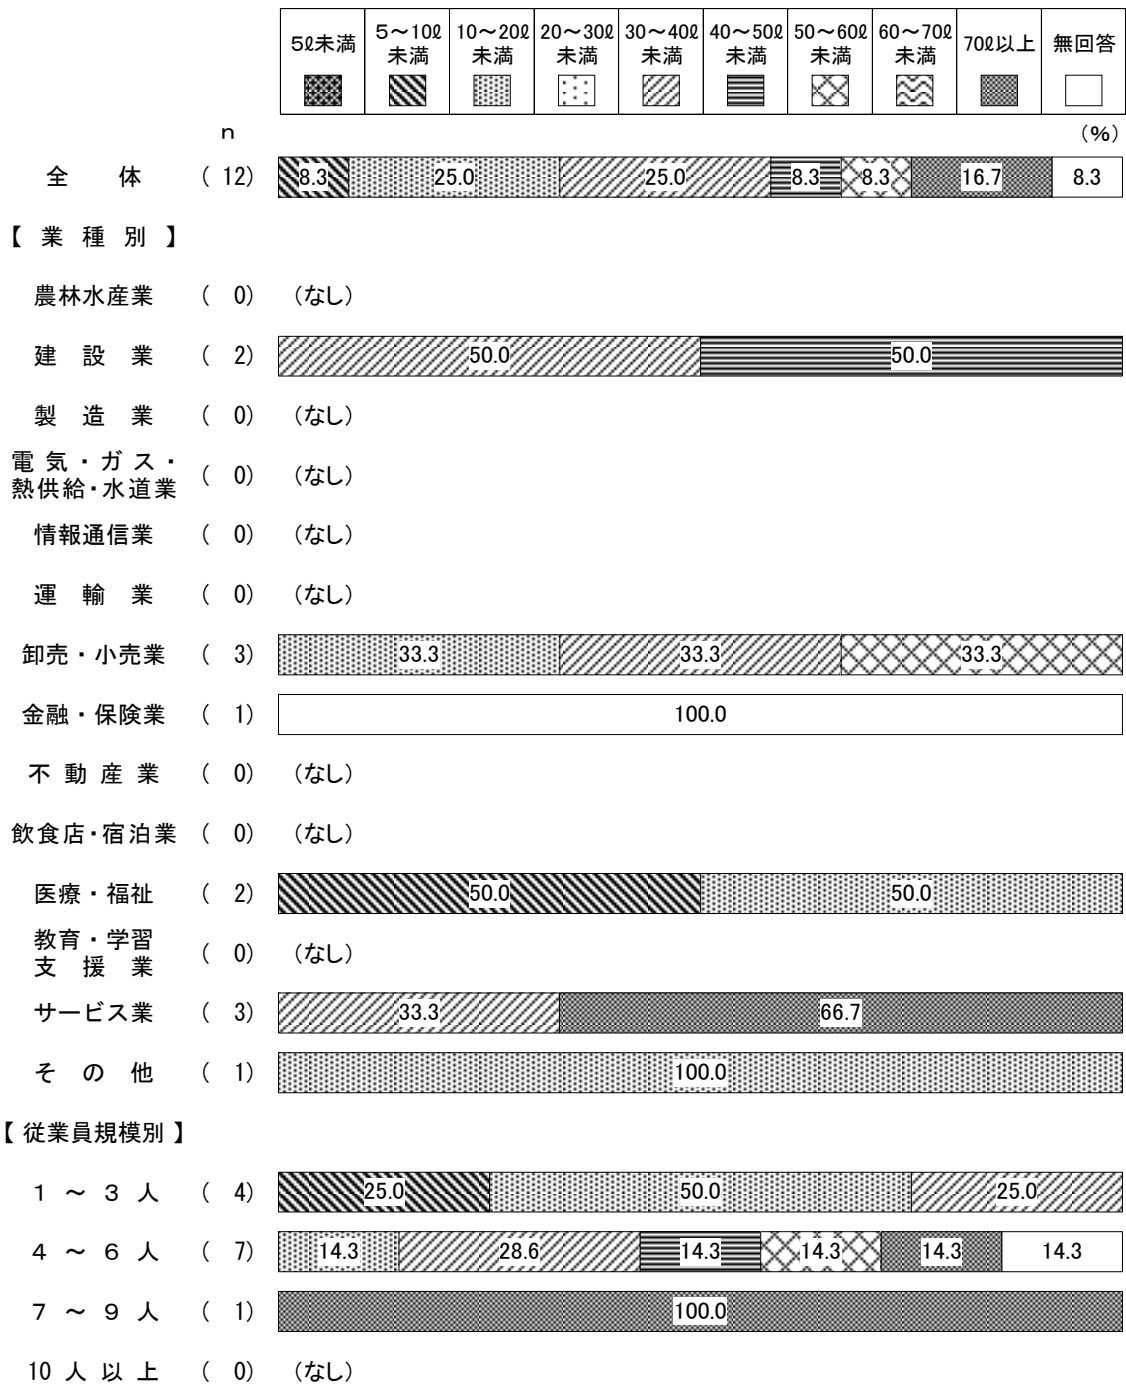 5ℓ未満 5～10ℓ未満 10～20ℓ未満 20～30ℓ未満 30～40ℓ未満 40～50ℓ未満 50～60ℓ未満 60～70ℓ未満 70ℓ以上 無回答
n (%)
全体 ( 12) 8.3 25.0 25.0 8.3 8.3 16.7 8.3
【 業 種 別 】
農林水産業 ( 0) (なし)
建設業 ( 2) 50.0 50.0
製造業 ( 0) (なし)
電気・ガス・
熱供給・水道業 ( 0) (なし)
情報通信業 ( 0) (なし)
運輸業 ( 0) (なし)
卸売・小売業 ( 3) 33.3 33.3 33.3
金融・保険業 ( 1) 100.0
不動産業 ( 0) (なし)
飲食店・宿泊業 ( 0) (なし)
医療・福祉 ( 2) 50.0 50.0
教育・学習
支援業 ( 0) (なし)
サービス業 ( 3) 33.3 66.7
その他 ( 1) 100.0
【 従業員規模別 】
1 ～ 3 人 ( 4) 25.0 50.0 25.0
4 ～ 6 人 ( 7) 14.3 28.6 14.3 14.3 14.3 14.3
7 ～ 9 人 ( 1) 100.0
10 人 以 上 ( 0) (なし)